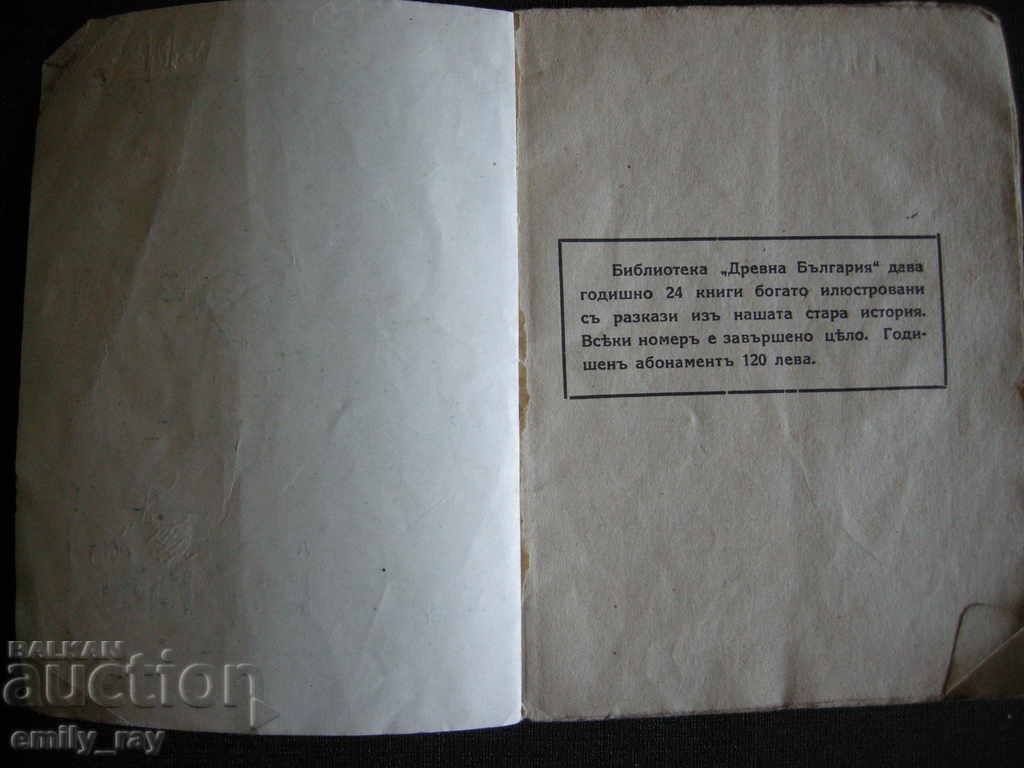 Библиотека „Древна България“ дава
годишно 24 книги богато илюстровани
съ разкази изъ нашата стара история.
Всѣки номеръ е завършено цѣло. Годи-
шенъ абонаментъ 120 лева.
BALKAN
auction
emily_ray